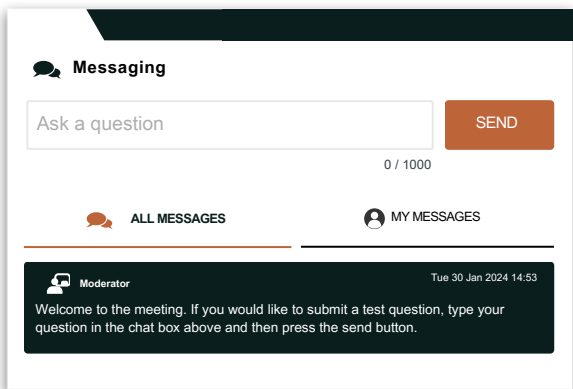 Messaging
Ask a question
SEND
0 / 1000
ALL MESSAGES
MY MESSAGES
Moderator
Tue 30 Jan 2024 14:53
Welcome to the meeting. If you would like to submit a test question, type your
question in the chat box above and then press the send button.